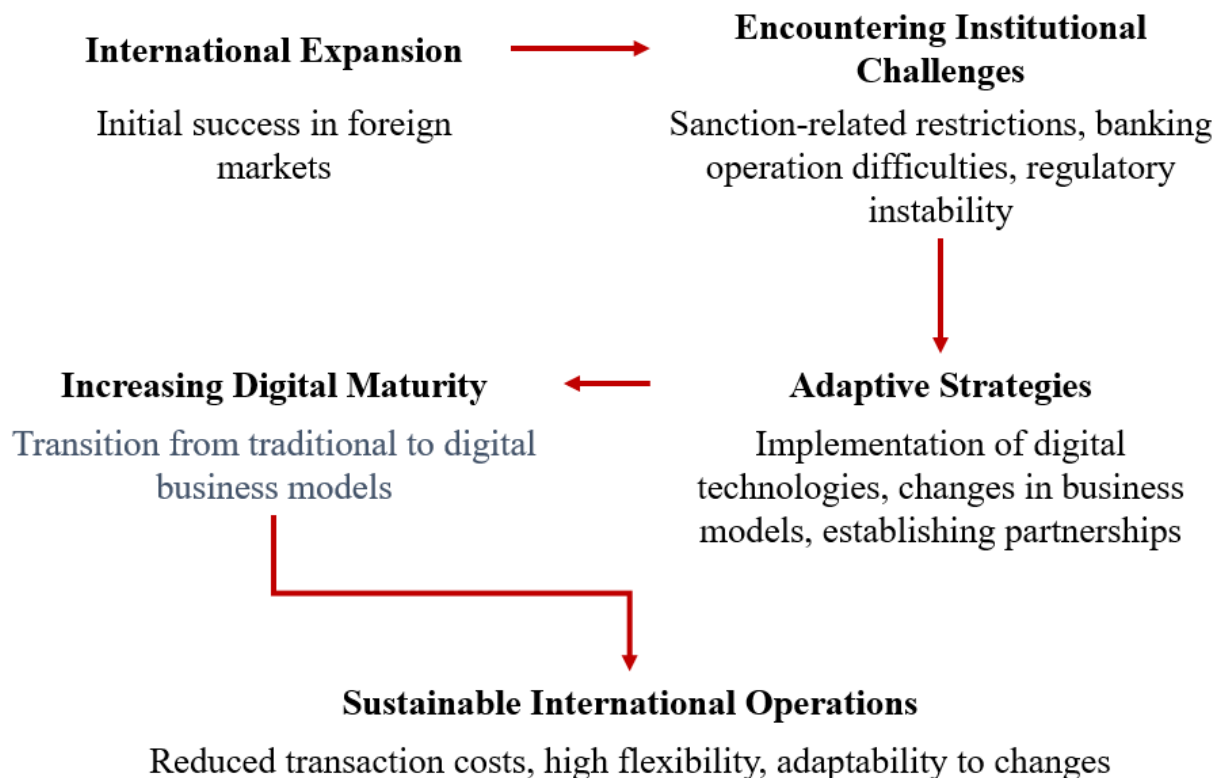 International Expansion
Initial success in foreign
markets
Encountering Institutional
Challenges
Sanction-related restrictions, banking
operation difficulties, regulatory
instability
Adaptive Strategies
Implementation of digital
technologies, changes in business
models, establishing partnerships
Increasing Digital Maturity
Transition from traditional to digital
business models
Sustainable International Operations
Reduced transaction costs, high flexibility, adaptability to changes